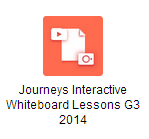 Journeys Interactive
Whiteboard Lessons G3
2014